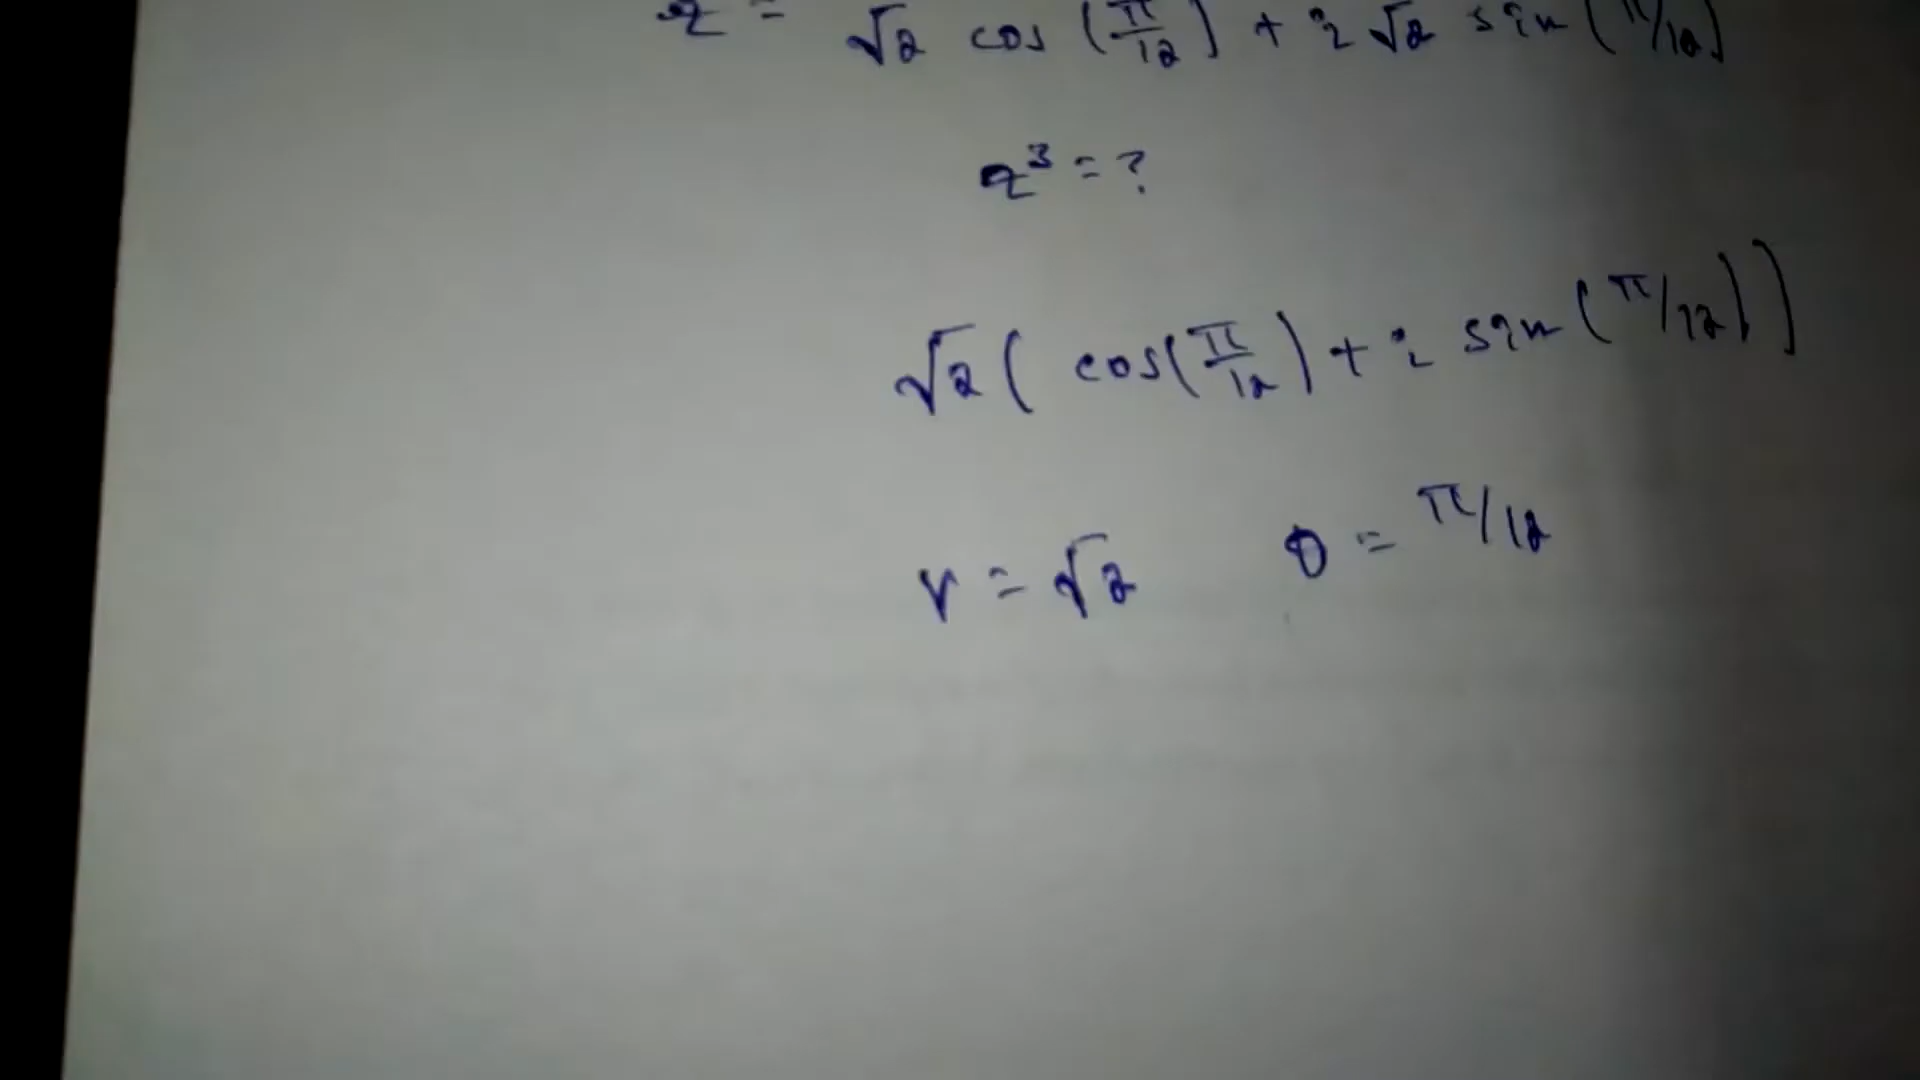 z = √2 cos (π/12) + i √2 sin (π/12)
z³ = ?
√2 ( cos(π/12) + i sin (π/12) )
r = √2 θ = π/12